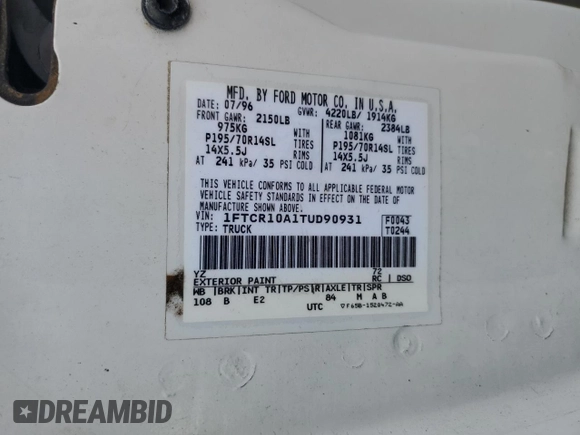 MFD. BY FORD MOTOR CO. IN U.S.A.
DATE: 07/96 GVWR: 4220LB/ 1914KG
FRONT GAWR: 2150LB REAR GAWR: 2384LB
975KG WITH 1081KG WITH
P195/70R14SL TIRES P195/70R14SL TIRES
14X5.5J RIMS 14X5.5J RIMS
AT 241 kPa/ 35 PSI COLD AT 241 kPa/ 35 PSI COLD
THIS VEHICLE CONFORMS TO ALL APPLICABLE FEDERAL MOTOR
VEHICLE SAFETY STANDARDS IN EFFECT ON THE DATE OF
MANUFACTURE SHOWN ABOVE.
VIN: 1FTCR10A1TUD90931 F0043
TYPE: TRUCK T0244
YZ 72
EXTERIOR PAINT RC | DSO
WB |BRK|INT TR|TP/PS|R|AXLE|TR|SPR
108 B E2 84 M A B
UTC
DREAMBID